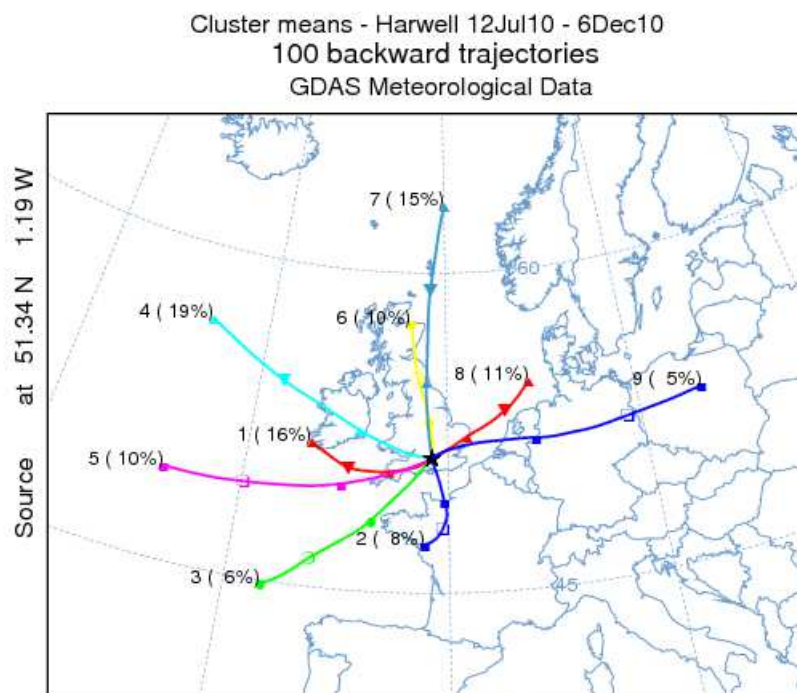 Cluster means - Harwell 12Jul10 - 6Dec10
100 backward trajectories
GDAS Meteorological Data
Source at 51.34 N 1.19 W
7 ( 15%)
60
4 ( 19%)
6 ( 10%)
8 ( 11%)
9 ( 5%)
1 ( 16%)
5 ( 10%)
2 ( 8%)
3 ( 6%)
45